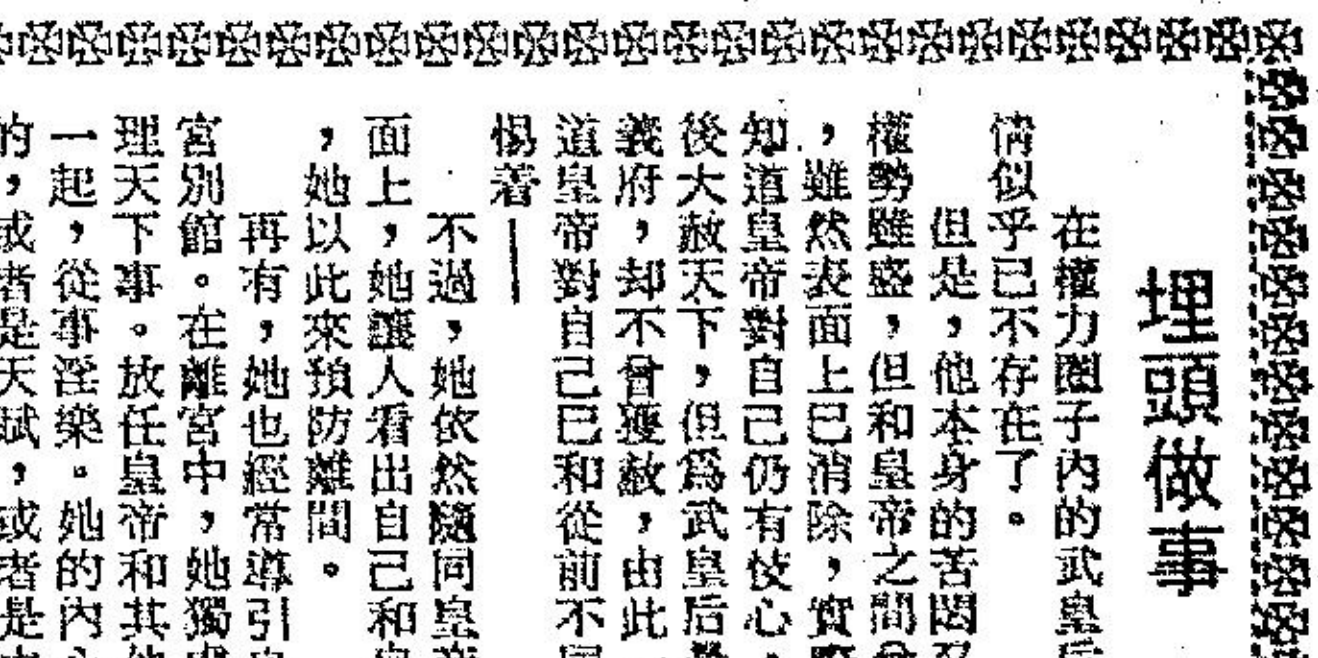 埋頭做事
在權力圈子內的武皇后
情似乎已不存在了。
但是,他本身的苦悶
權勢雖盛,但和皇帝之間
,雖然表面上已消除,實際
知道皇帝對自己仍有忮心,
後大赦天下,但爲武皇后
義府,却不曾獲赦,由此,
道皇帝對自己已和從前不同
惕着——
不過,她依然隨同皇帝
面上,她讓人看出自己和
,她以此來預防離間。
再有,她也經常導引
宮別館。在離宮中,她獨
理天下事。放任皇帝和其他
一起,從事淫樂。她的內心
的,或者是天賦,或者是